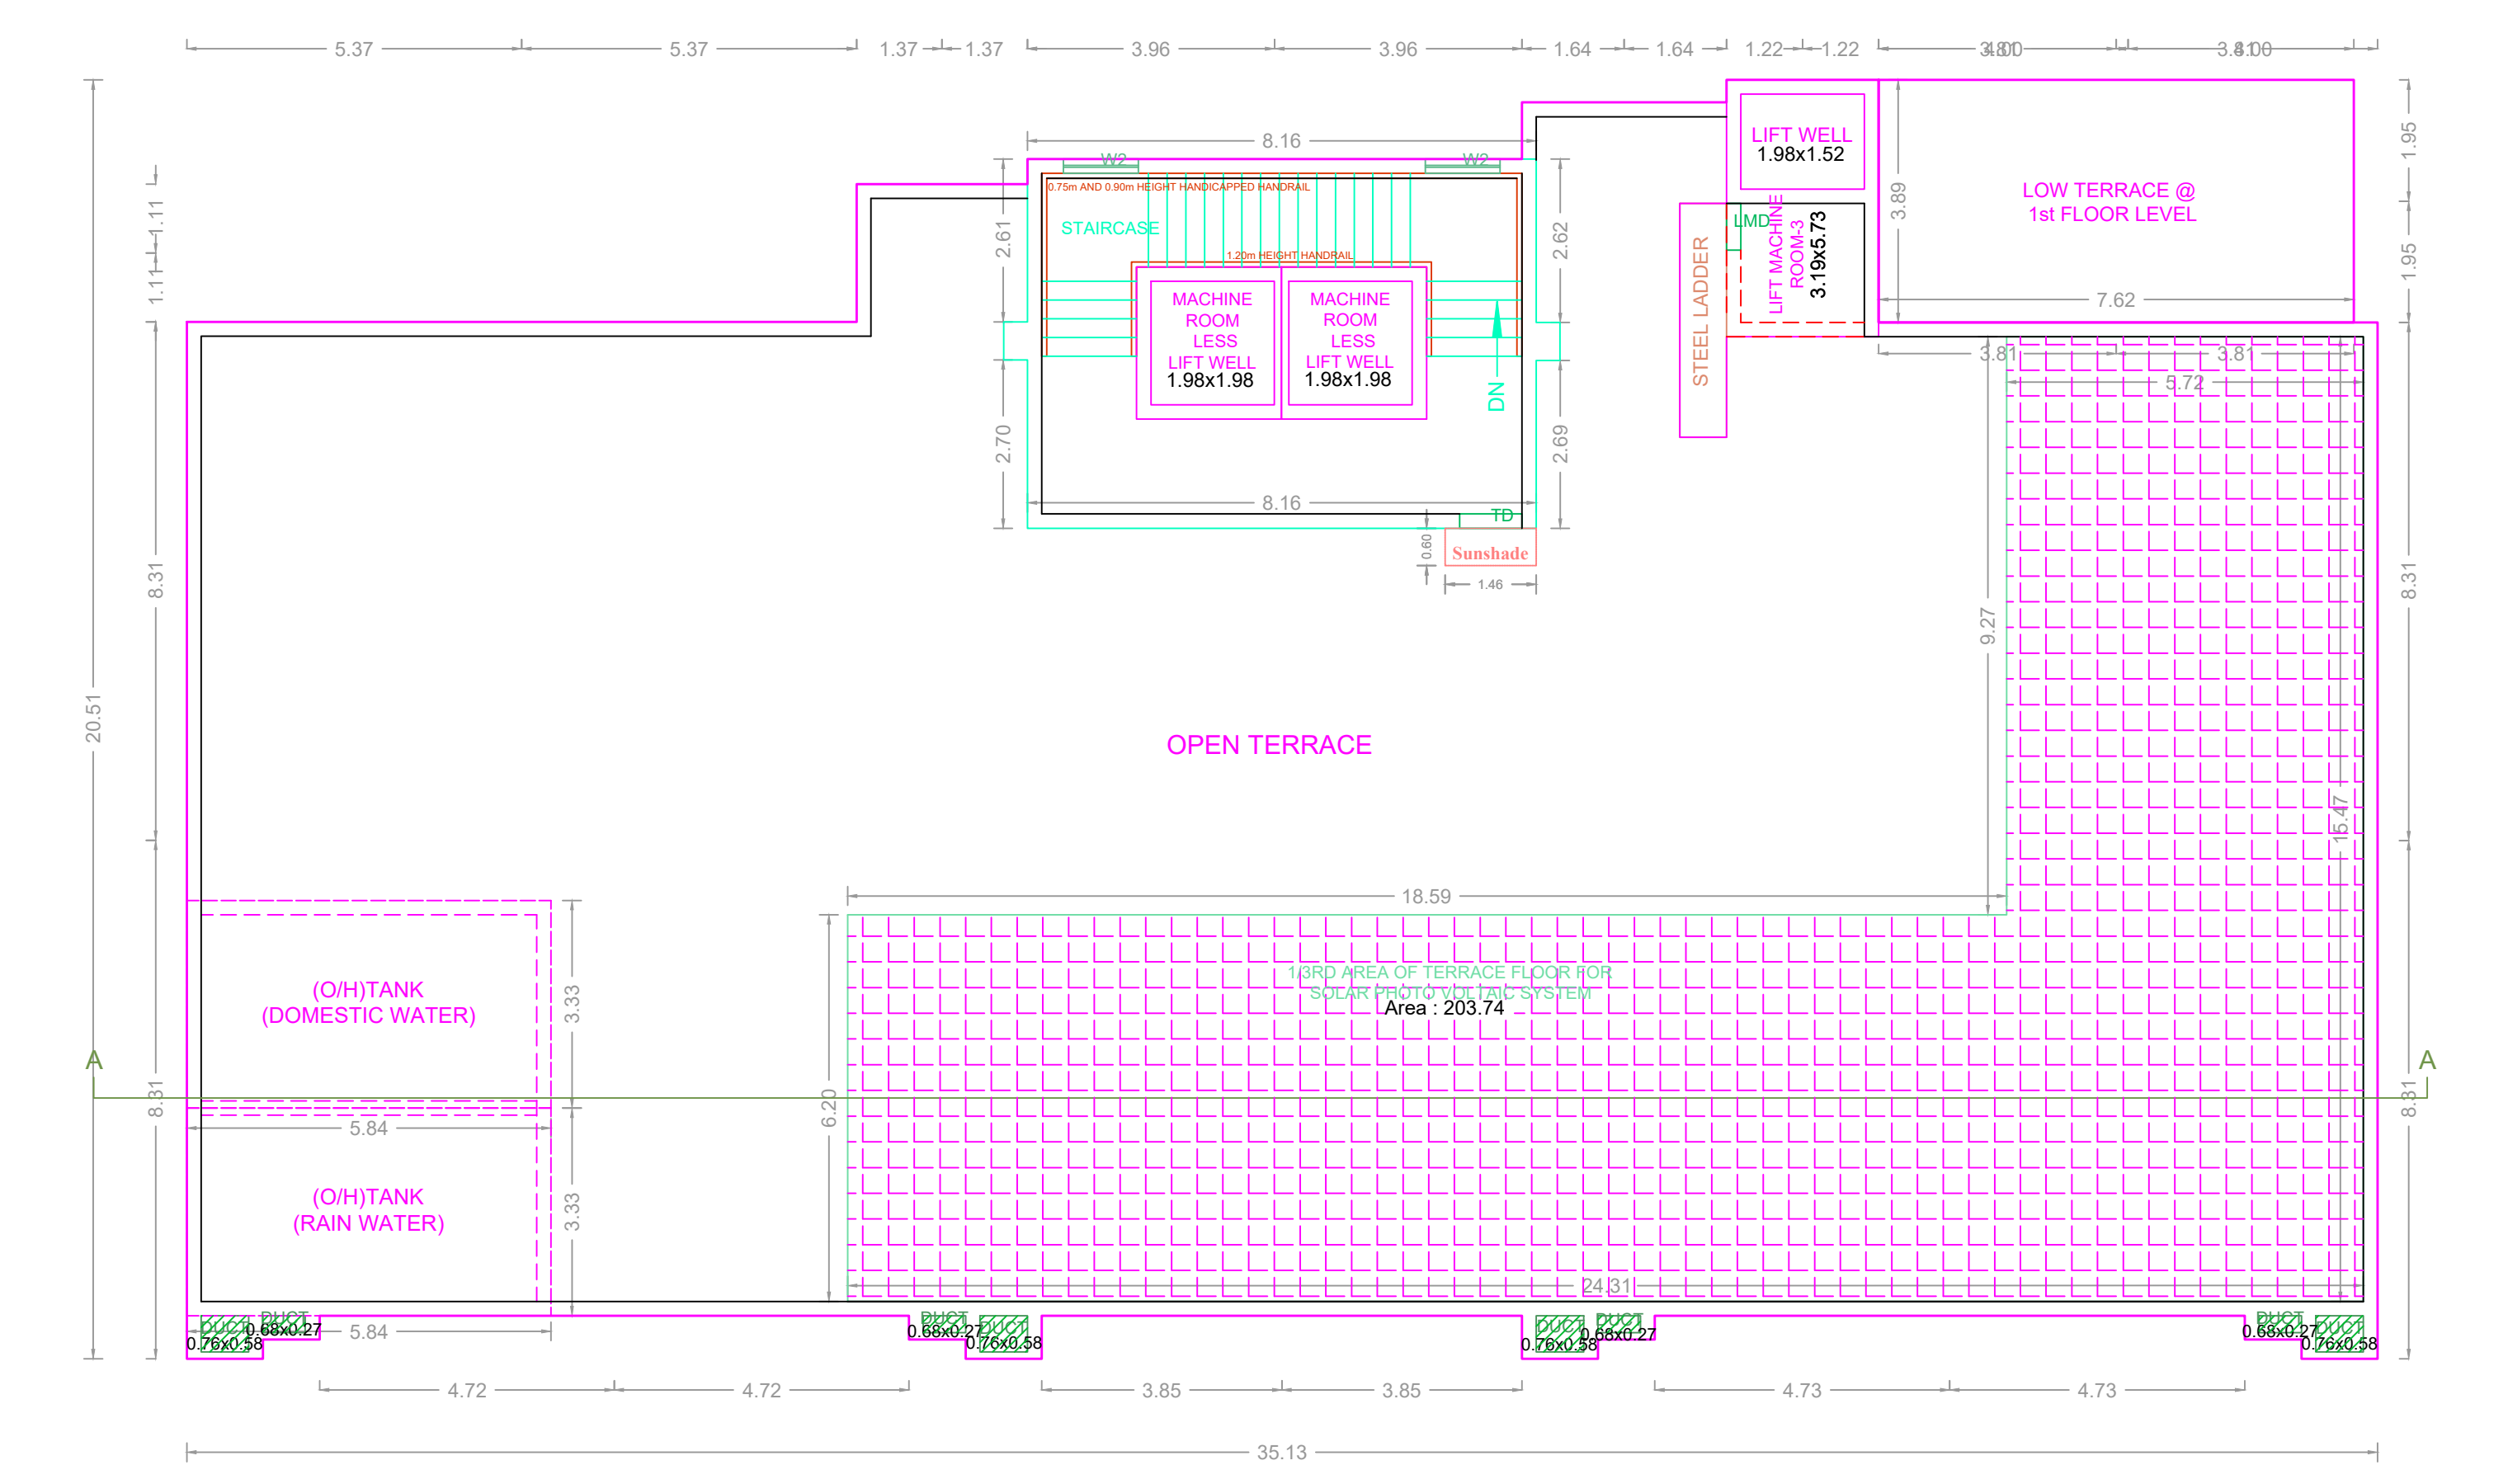 5.37 5.37 1.37 1.37 3.96 3.96 1.64 1.64 1.22 1.22 3.81 4.00 3.81 4.00
8.16
W2 W2
LIFT WELL
1.98x1.52
1.95
0.75m AND 0.90m HEIGHT HANDICAPPED HANDRAIL
LOW TERRACE @
1st FLOOR LEVEL
3.89
1.11
1.11
STAIRCASE
2.61
2.62
LMD
LIFT MACHINE
ROOM-3
3.19x5.73
1.95
1.20m HEIGHT HANDRAIL
STEEL LADDER
7.62
MACHINE
ROOM
LESS
LIFT WELL
1.98x1.98
MACHINE
ROOM
LESS
LIFT WELL
1.98x1.98
DN
3.81 3.81
5.72
2.70
2.69
8.16
TD
Sunshade
0.60
1.46
8.31
8.31
9.27
20.51
OPEN TERRACE
15.47
18.59
(O/H)TANK
(DOMESTIC WATER)
3.33
1/3RD AREA OF TERRACE FLOOR FOR
SOLAR PHOTO VOLTAIC SYSTEM
Area : 203.74
A A
8.31
6.20
8.31
5.84
(O/H)TANK
(RAIN WATER)
3.33
24.31
DUCT
0.76x0.58
DUCT
0.68x0.27
5.84
DUCT
0.68x0.27
DUCT
0.76x0.58
DUCT
0.76x0.58
DUCT
0.68x0.27
DUCT
0.68x0.27
DUCT
0.76x0.58
4.72 4.72 3.85 3.85 4.73 4.73
35.13